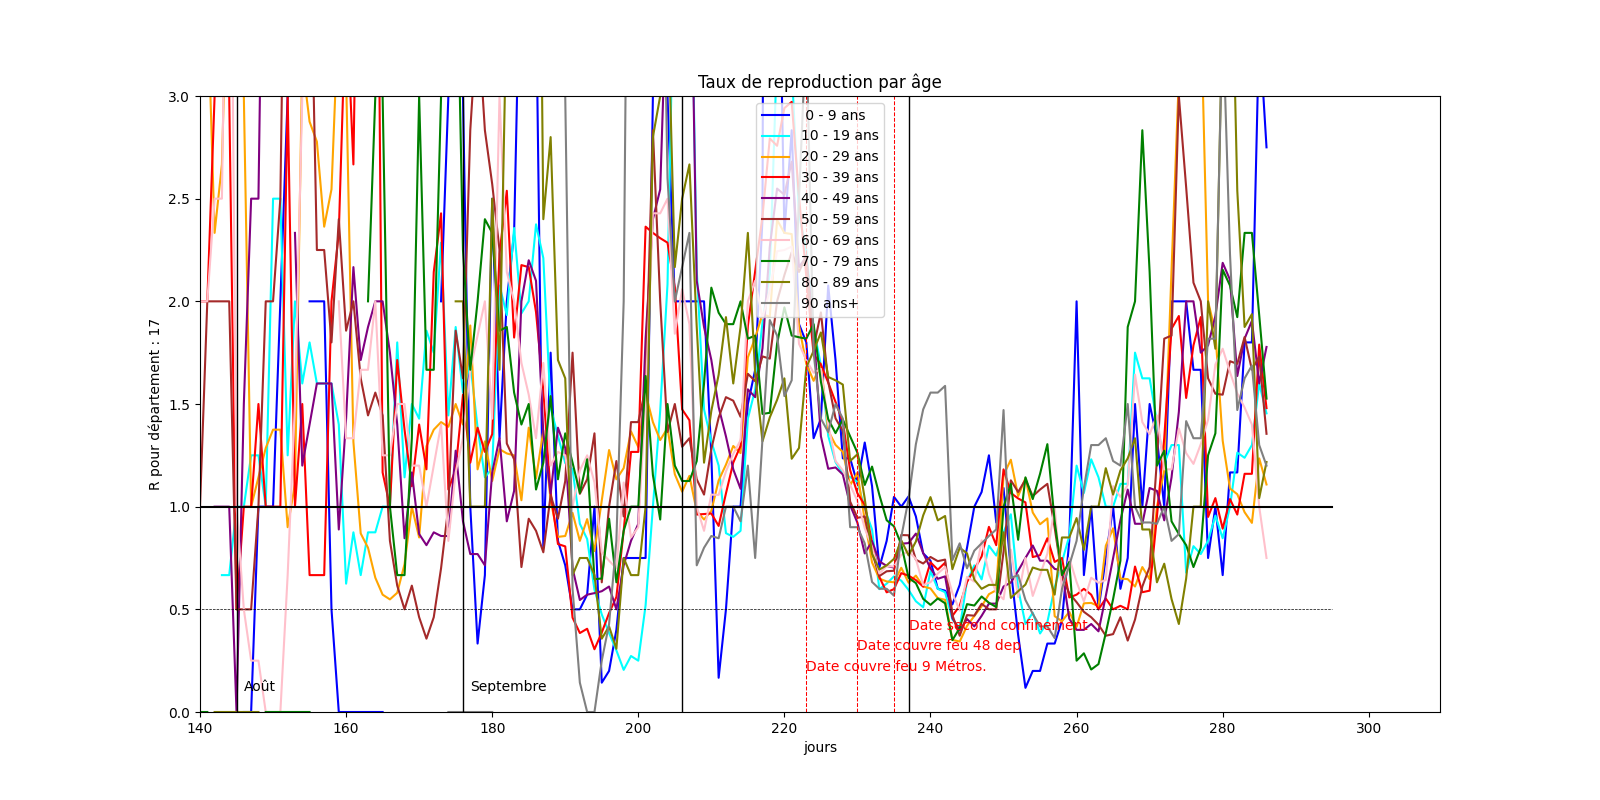 Taux de reproduction par âge
R pour département : 17
3.0
2.5
2.0
1.5
1.0
0.5
0.0
0 - 9 ans
10 - 19 ans
20 - 29 ans
30 - 39 ans
40 - 49 ans
50 - 59 ans
60 - 69 ans
70 - 79 ans
80 - 89 ans
90 ans+
Date second confinement
Date couvre feu 48 dep
Date couvre feu 9 Métros.
Août
Septembre
140 160 180 200 220 240 260 280 300
jours